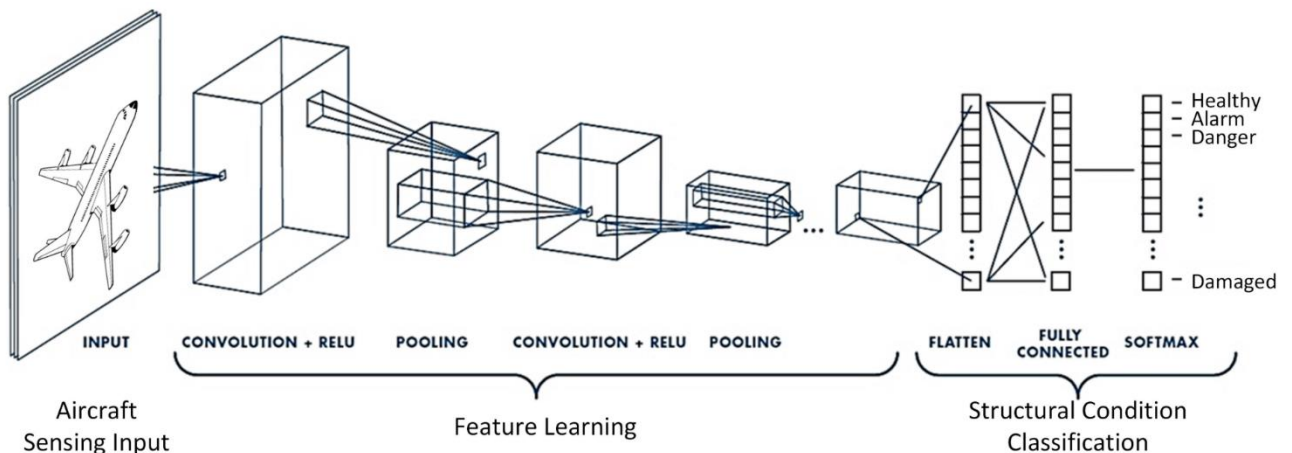 Healthy
Alarm
Danger
Damaged
INPUT
CONVOLUTION + RELU
POOLING
CONVOLUTION + RELU
POOLING
FLATTEN
FULLY
CONNECTED
SOFTMAX
Aircraft
Sensing Input
Feature Learning
Structural Condition
Classification